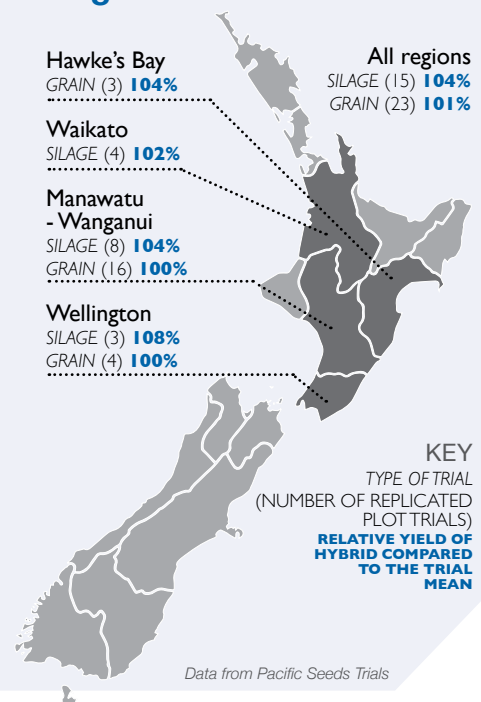 Hawke's Bay
GRAIN (3) 104%
Waikato
SILAGE (4) 102%
Manawatu
- Wanganui
SILAGE (8) 104%
GRAIN (16) 100%
Wellington
SILAGE (3) 108%
GRAIN (4) 100%
All regions
SILAGE (15) 104%
GRAIN (23) 101%
KEY
TYPE OF TRIAL
(NUMBER OF REPLICATED
PLOT TRIALS)
RELATIVE YIELD OF
HYBRID COMPARED
TO THE TRIAL
MEAN
Data from Pacific Seeds Trials